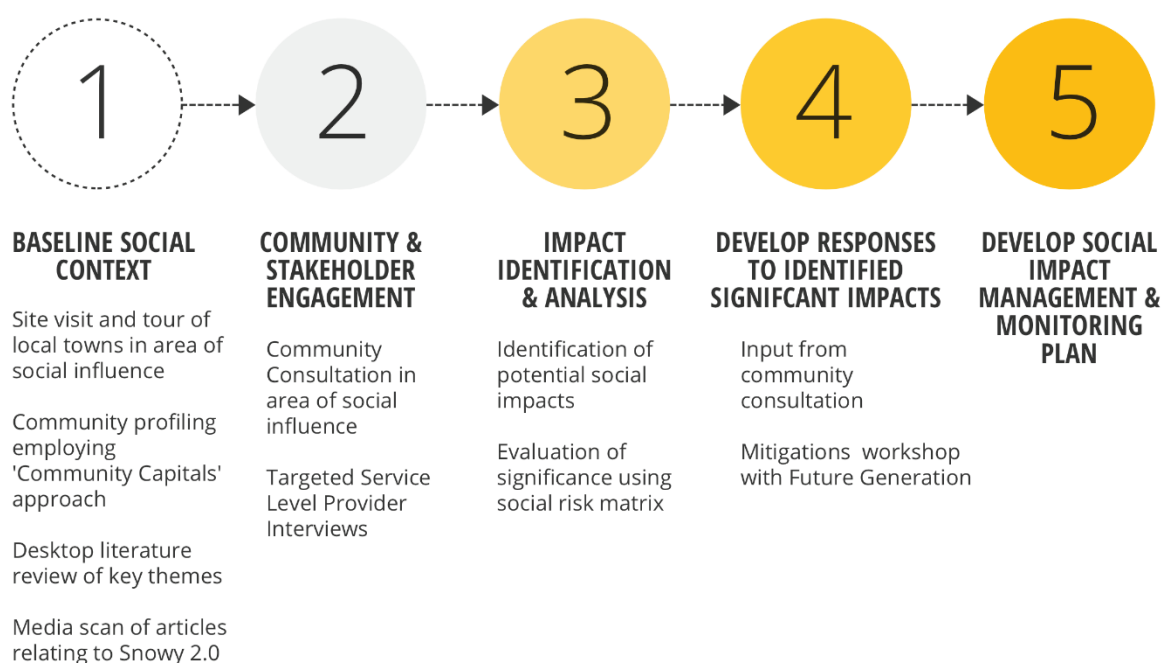 1
2
3
4
5
BASELINE SOCIAL
CONTEXT
Site visit and tour of
local towns in area of
social influence
Community profiling
employing
'Community Capitals'
approach
Desktop literature
review of key themes
Media scan of articles
relating to Snowy 2.0
COMMUNITY &
STAKEHOLDER
ENGAGEMENT
Community
Consultation in
area of social
influence
Targeted Service
Level Provider
Interviews
IMPACT
IDENTIFICATION
& ANALYSIS
Identification of
potential social
impacts
Evaluation of
significance using
social risk matrix
DEVELOP RESPONSES
TO IDENTIFIED
SIGNIFCANT IMPACTS
Input from
community
consultation
Mitigations workshop
with Future Generation
DEVELOP SOCIAL
IMPACT
MANAGEMENT &
MONITORING
PLAN